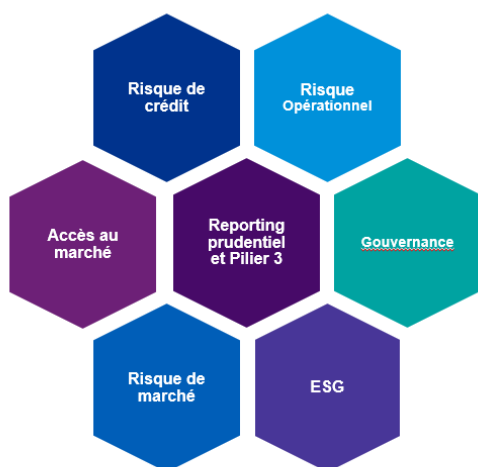 Risque de
crédit
Risque
Opérationnel
Accès au
marché
Reporting
prudentiel
et Pilier 3
Gouvernance
Risque de
marché
ESG